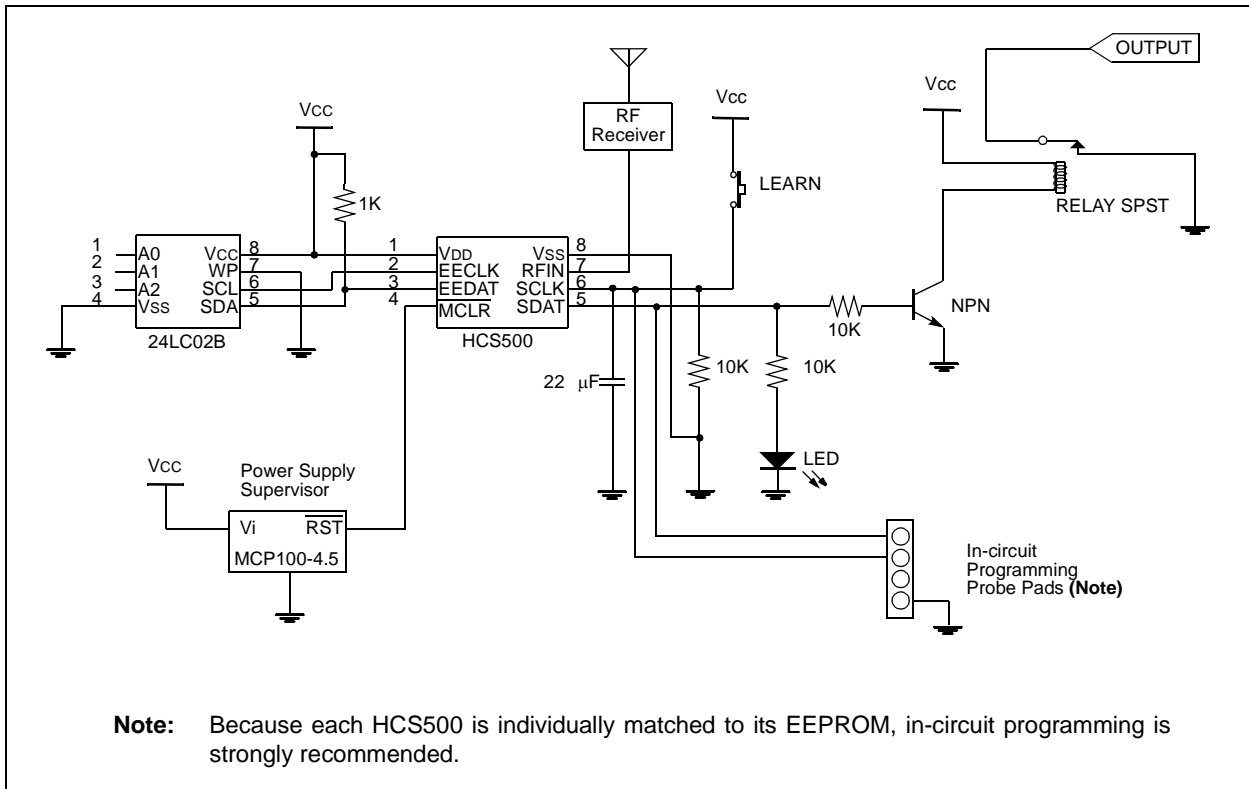 OUTPUT
VCC
RF
Receiver
Vcc
Vcc
LEARN
RELAY SPST
1K
1 A0 VCC 8
2 A1 WP 7
3 A2 SCL 6
4 VSS SDA 5
24LC02B
1 VDD VSS 8
2 EECLK RFIN 7
3 EEDAT SCLK 6
4 MCLR SDAT 5
HCS500
10K
NPN
22 μF
10K
10K
LED
VCC
Power Supply
Supervisor
Vi RST
MCP100-4.5
In-circuit
Programming
Probe Pads (Note)
Note: Because each HCS500 is individually matched to its EEPROM, in-circuit programming is
strongly recommended.